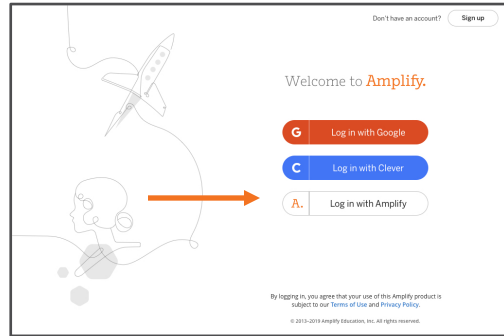 Don't have an account? Sign up
Welcome to Amplify.
G Log in with Google
C Log in with Clever
A. Log in with Amplify
By logging in, you agree that your use of this Amplify product is
subject to our Terms of Use and Privacy Policy.
© 2013–2019 Amplify Education, Inc. All rights reserved.